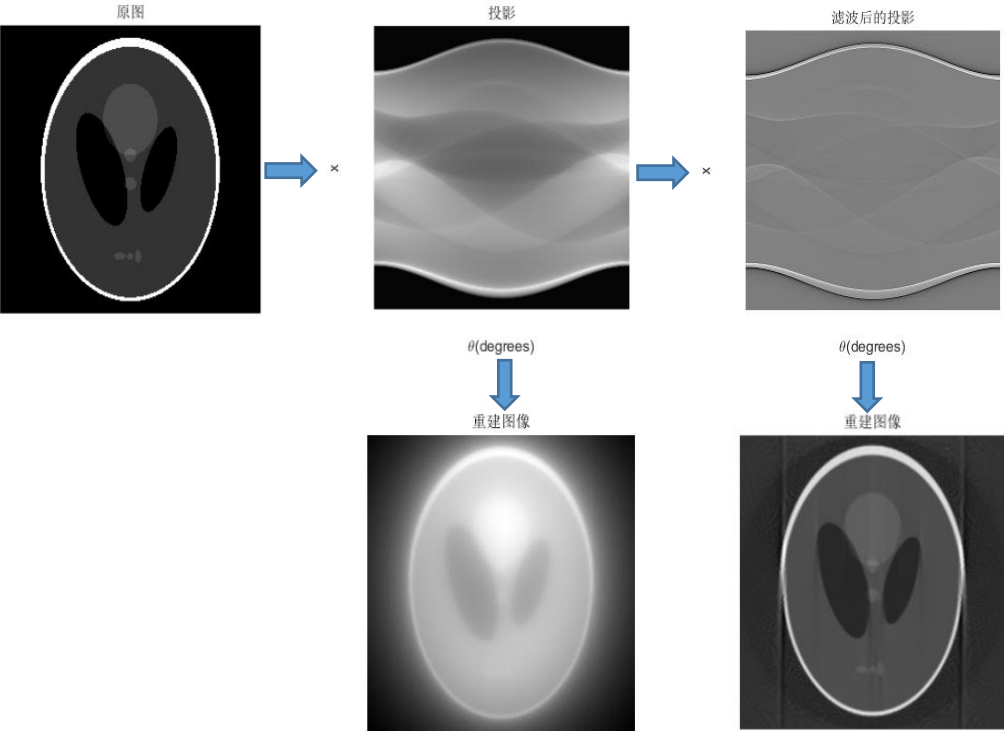 原图
投影
滤波后的投影
x
x
θ(degrees)
θ(degrees)
重建图像
重建图像